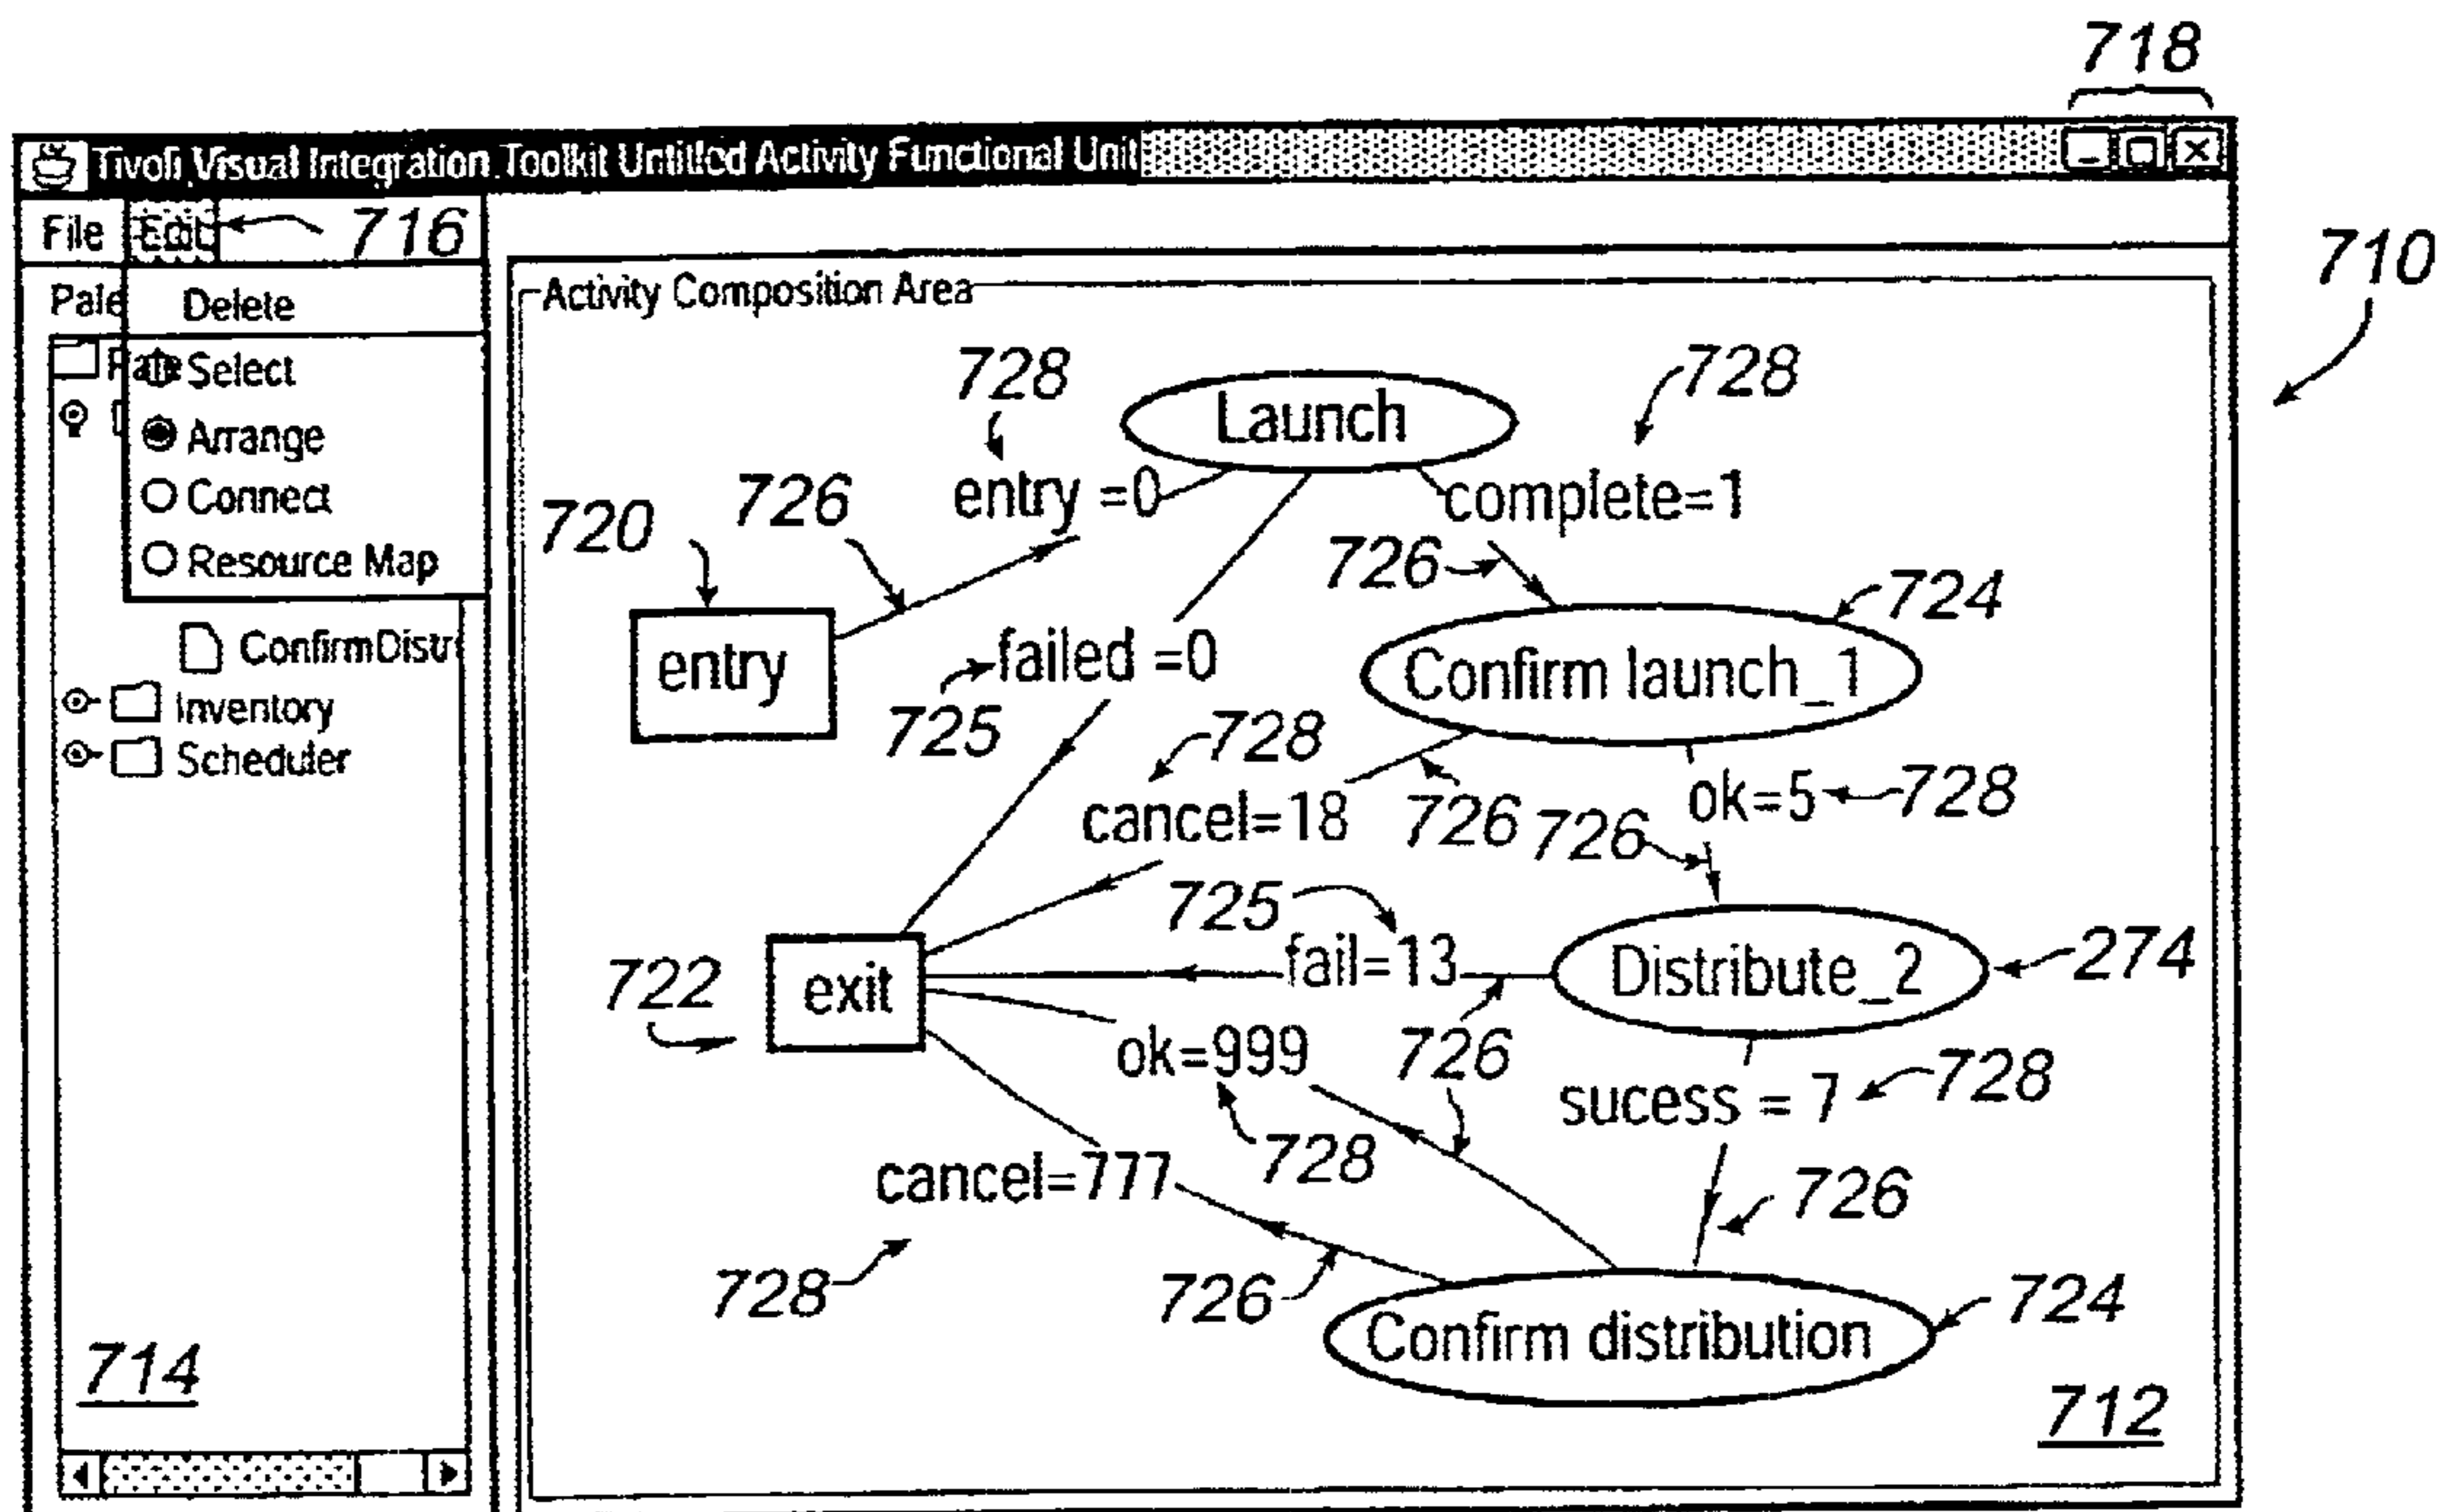 718
Tivoli Visual Integration Toolkit Untitled Activity Functional Unit
File Edit 716
710
Pale Delete
Activity Composition Area
Select
Arrange
Connect
Resource Map
ConfirmDistr
Inventory
Scheduler
714
728 Launch 728
entry =0 complete=1
720 726
726
724
entry failed =0 Confirm launch_1
725 728
cancel=18 726 ok=5 728
726
725
722 exit fail=13 Distribute_2 274
ok=999 726
728 sucess = 7 728
cancel=777
726
728 726
Confirm distribution 724
712